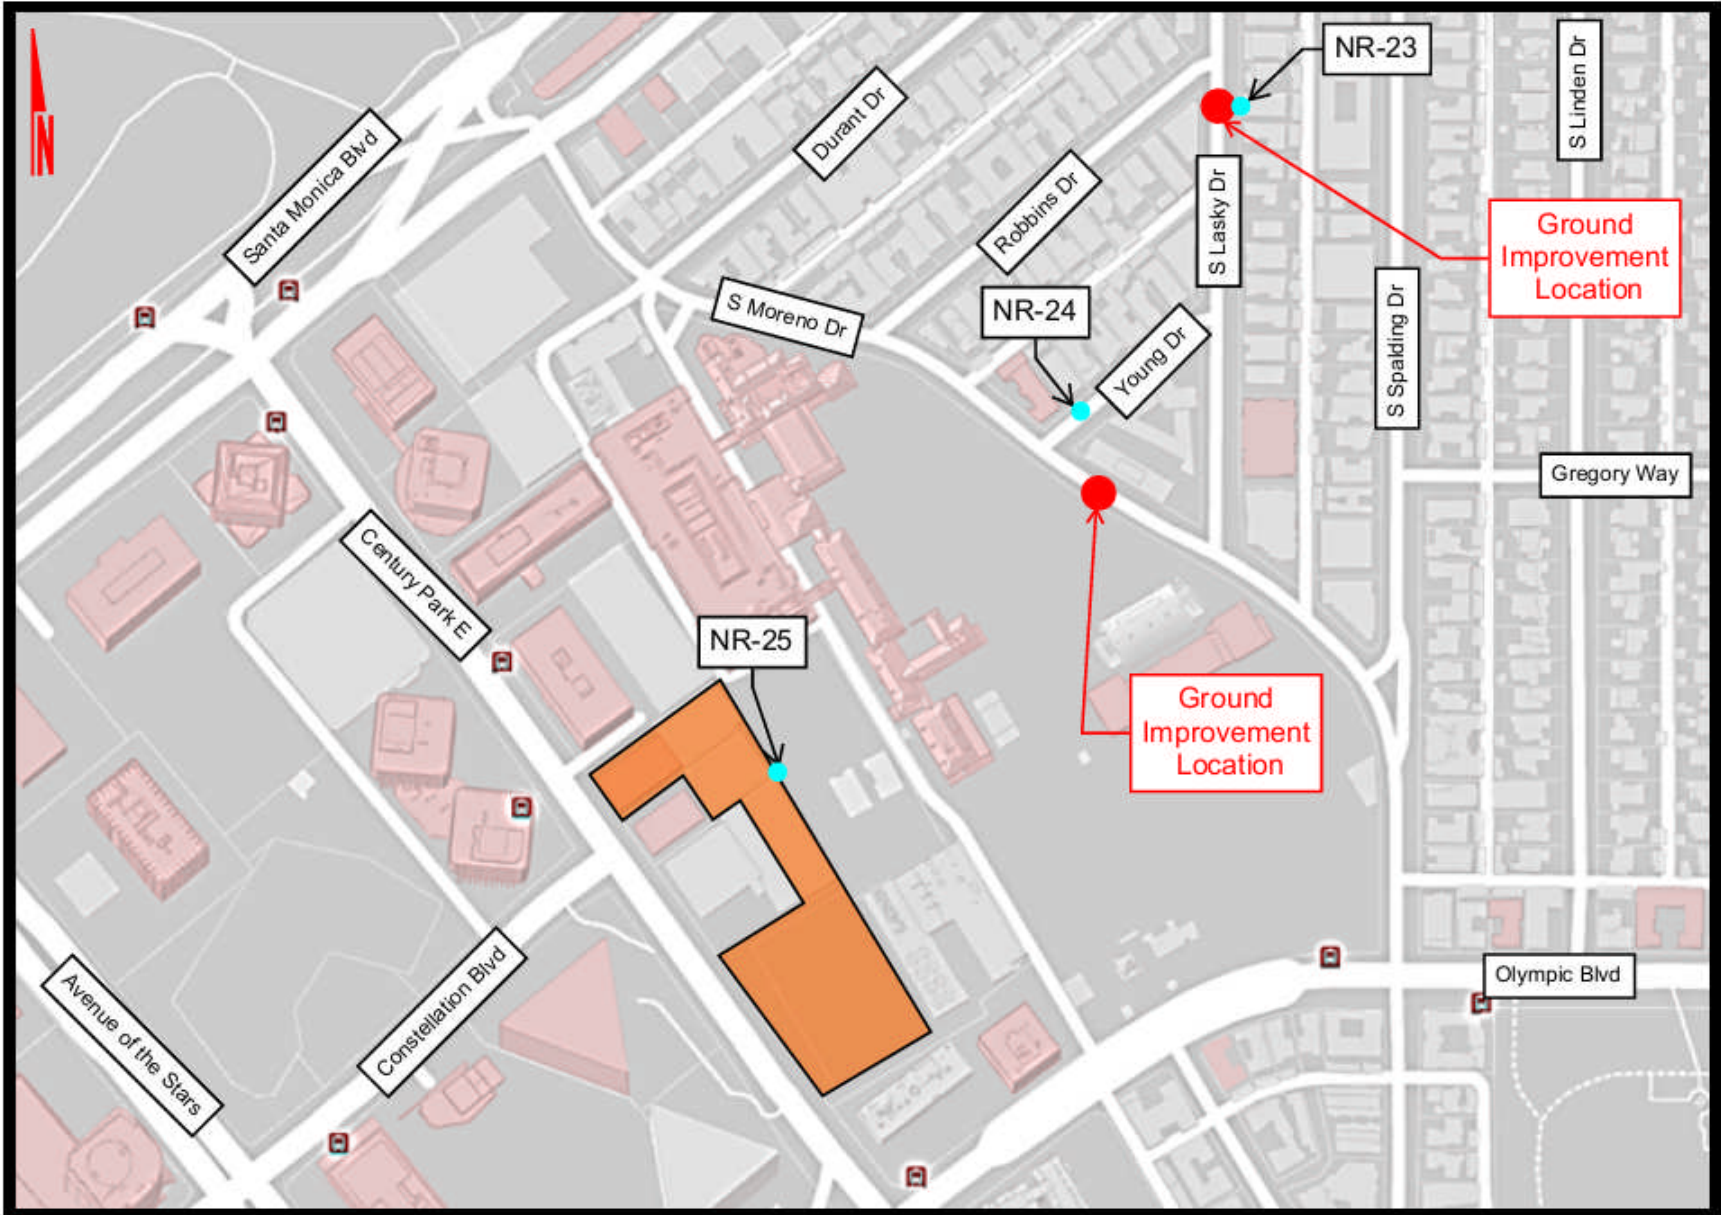 NR-23
S Linden Dr
Durant Dr
Santa Monica Blvd
N
Robbins Dr
S Lasky Dr
Ground
Improvement
Location
S Moreno Dr
NR-24
Young Dr
S Spalding Dr
Gregory Way
Century Park E
NR-25
Ground
Improvement
Location
Olympic Blvd
Constellation Blvd
Avenue of the Stars